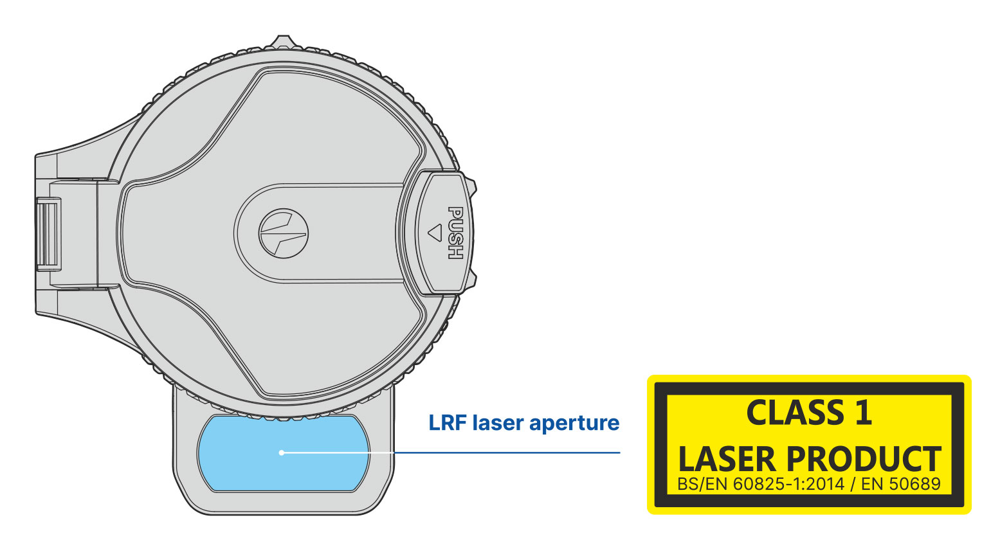 PUSH
LRF laser aperture
CLASS 1
LASER PRODUCT
BS/EN 60825-1:2014 / EN 50689